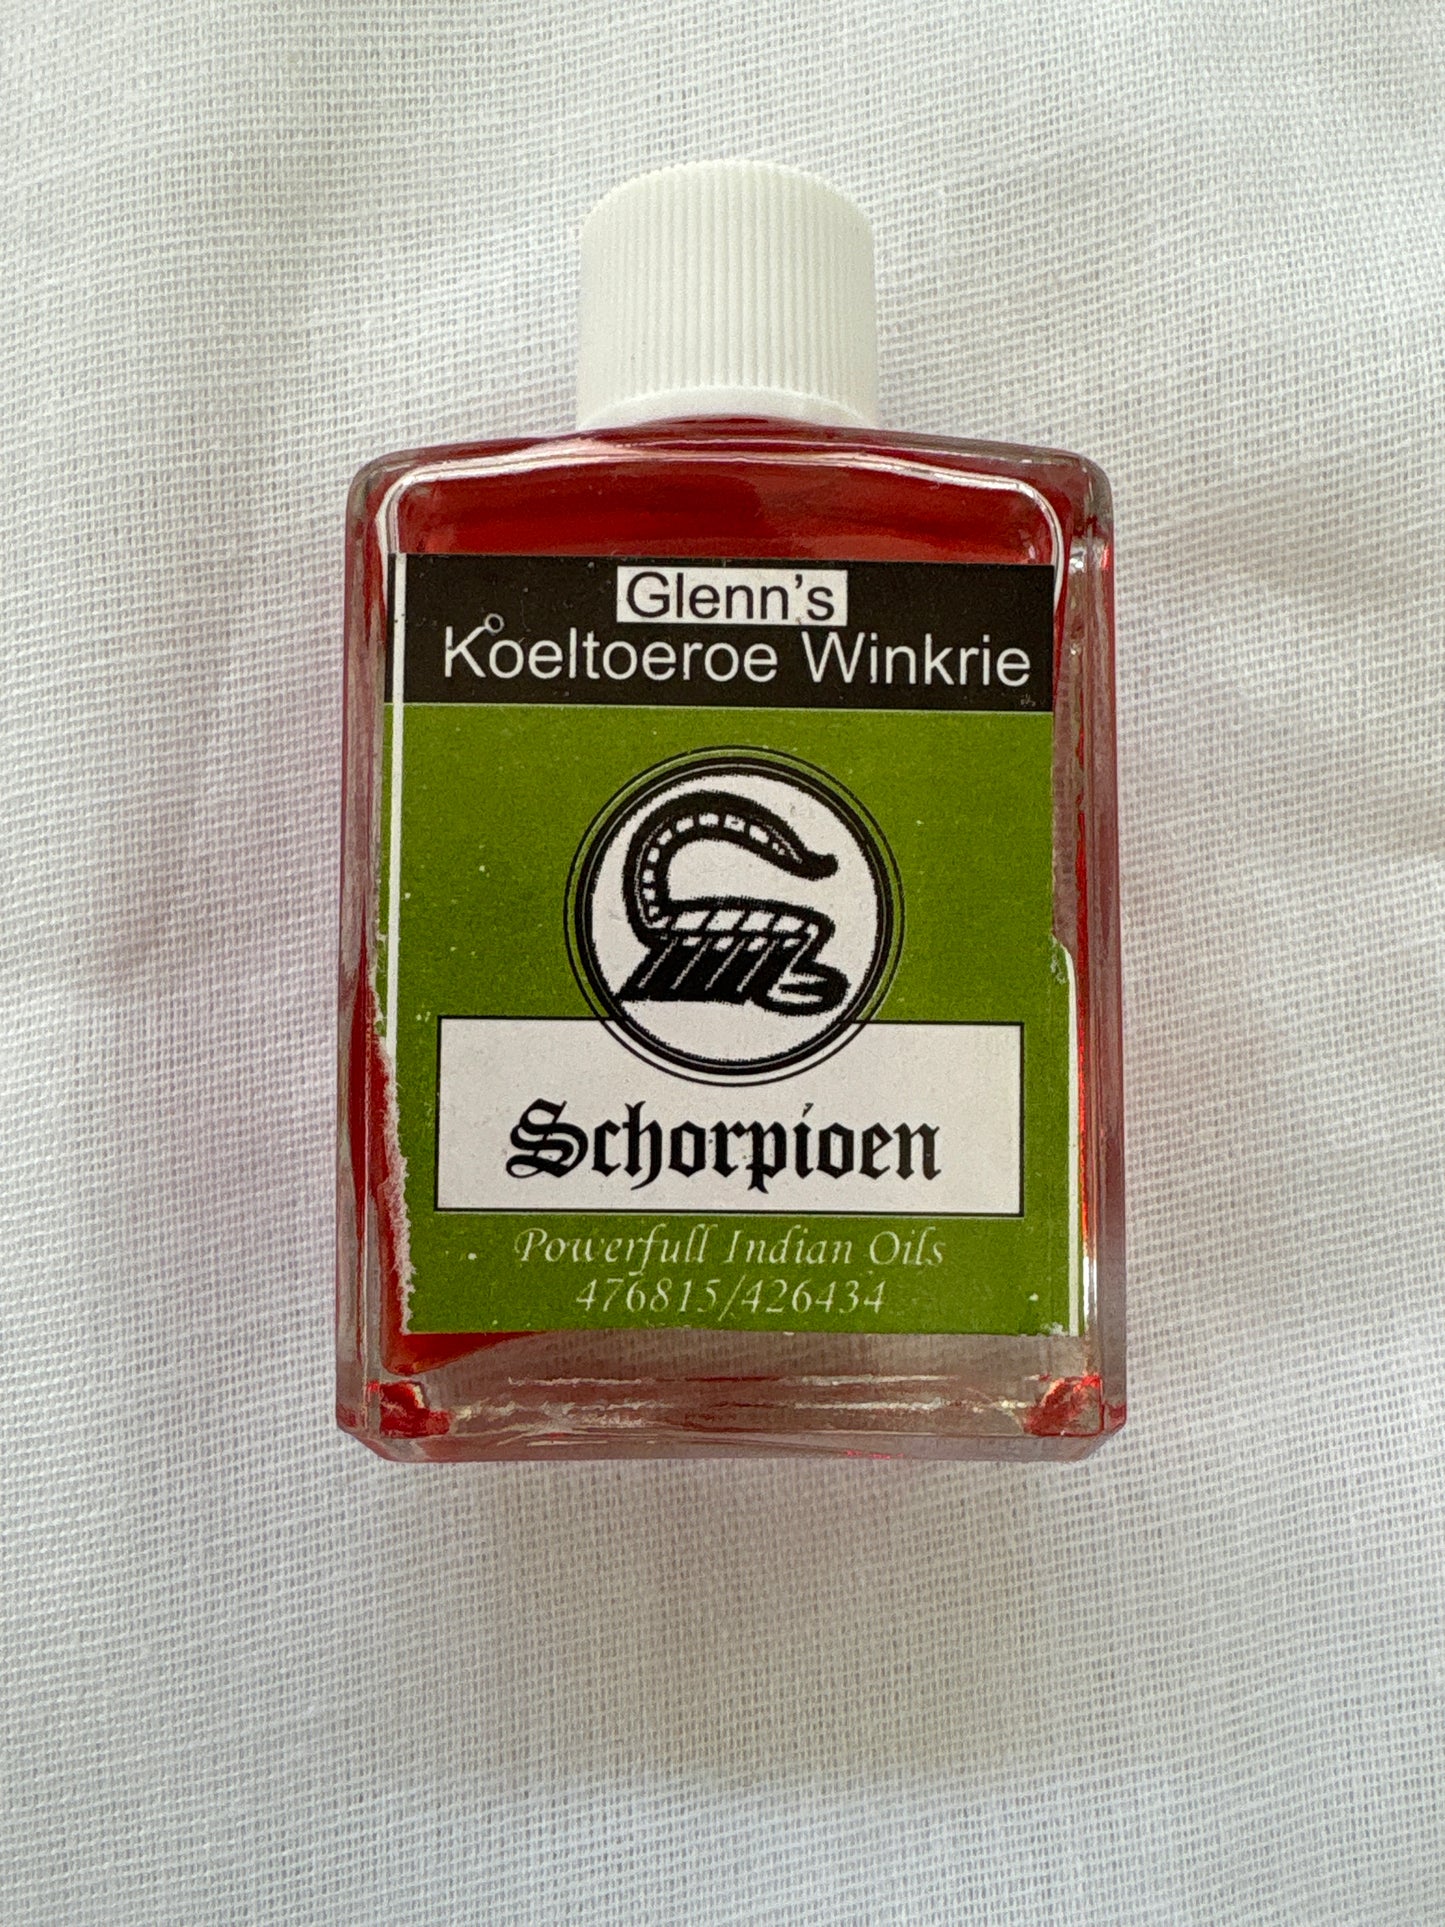 Glenn's
Koeltoeroe Winkrie
Schorpioen
Powerfull Indian Oils
476815/426434